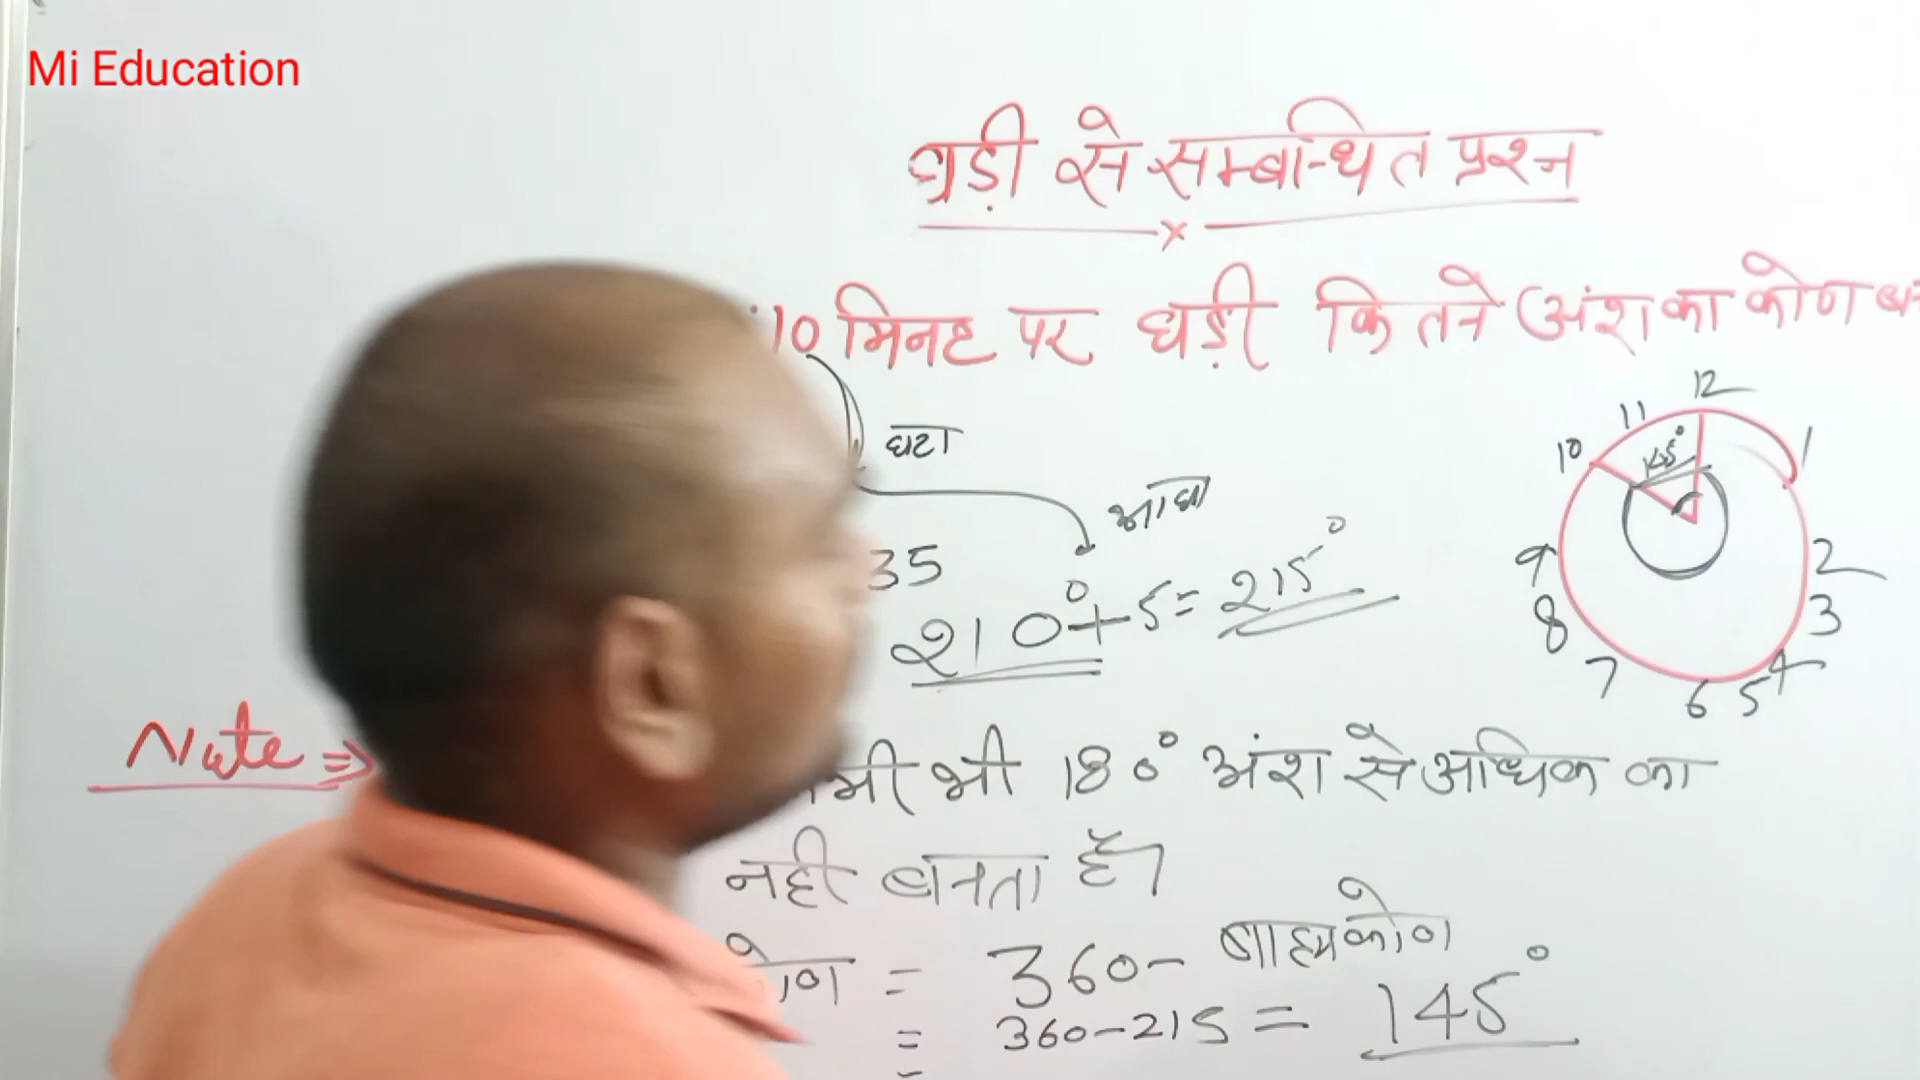 Mi Education
घड़ी से सम्बन्धित प्रश्न
x
10 मिनट पर घड़ी कितने अंश का कोण
घटा
आधा
35
210°+5=215°
12
11
10
1
9
2
8
3
7
4
6
5
Note ⇒
भी 180° अंश से अधिक का
नही बनता है।
= 360- बाह्यकोण
= 360-215 = 145°
=